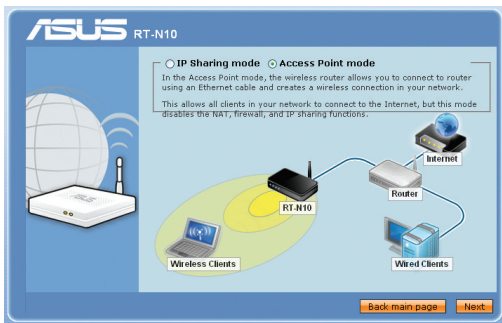 ASUS RT-N10
IP Sharing mode Access Point mode
In the Access Point mode, the wireless router allows you to connect to router
using an Ethernet cable and creates a wireless connection in your network.
This allows all clients in your network to connect to the Internet, but this mode
disables the NAT, firewall, and IP sharing functions.
Internet
Router
RT-N10
ASUS
Wireless Clients
Wired Clients
Back main page Next